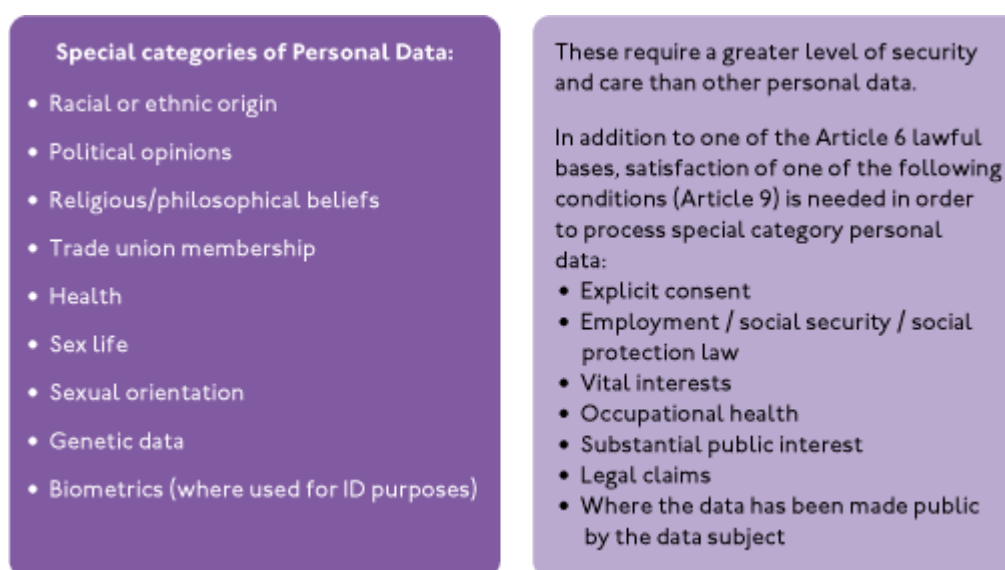 Special categories of Personal Data:
• Racial or ethnic origin
• Political opinions
• Religious/philosophical beliefs
• Trade union membership
• Health
• Sex life
• Sexual orientation
• Genetic data
• Biometrics (where used for ID purposes)
These require a greater level of security
and care than other personal data.
In addition to one of the Article 6 lawful
bases, satisfaction of one of the following
conditions (Article 9) is needed in order
to process special category personal
data:
• Explicit consent
• Employment / social security / social
protection law
• Vital interests
• Occupational health
• Substantial public interest
• Legal claims
• Where the data has been made public
by the data subject